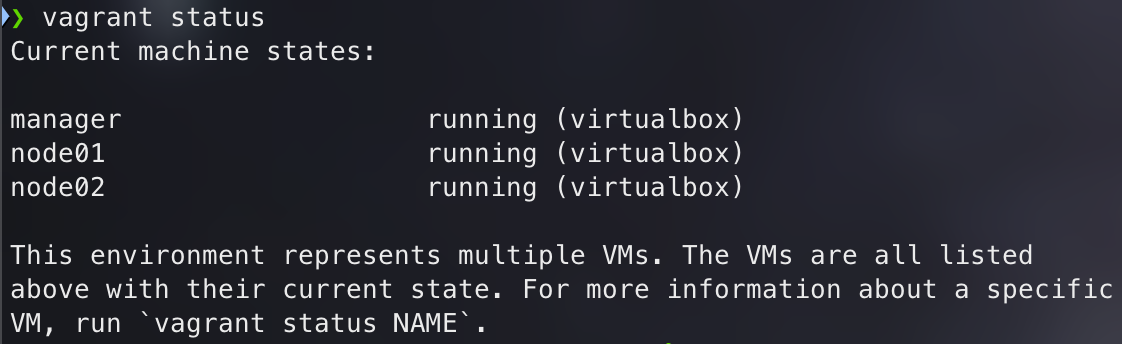 ❯ vagrant status
Current machine states:
manager running (virtualbox)
node01 running (virtualbox)
node02 running (virtualbox)
This environment represents multiple VMs. The VMs are all listed
above with their current state. For more information about a specific
VM, run `vagrant status NAME`.